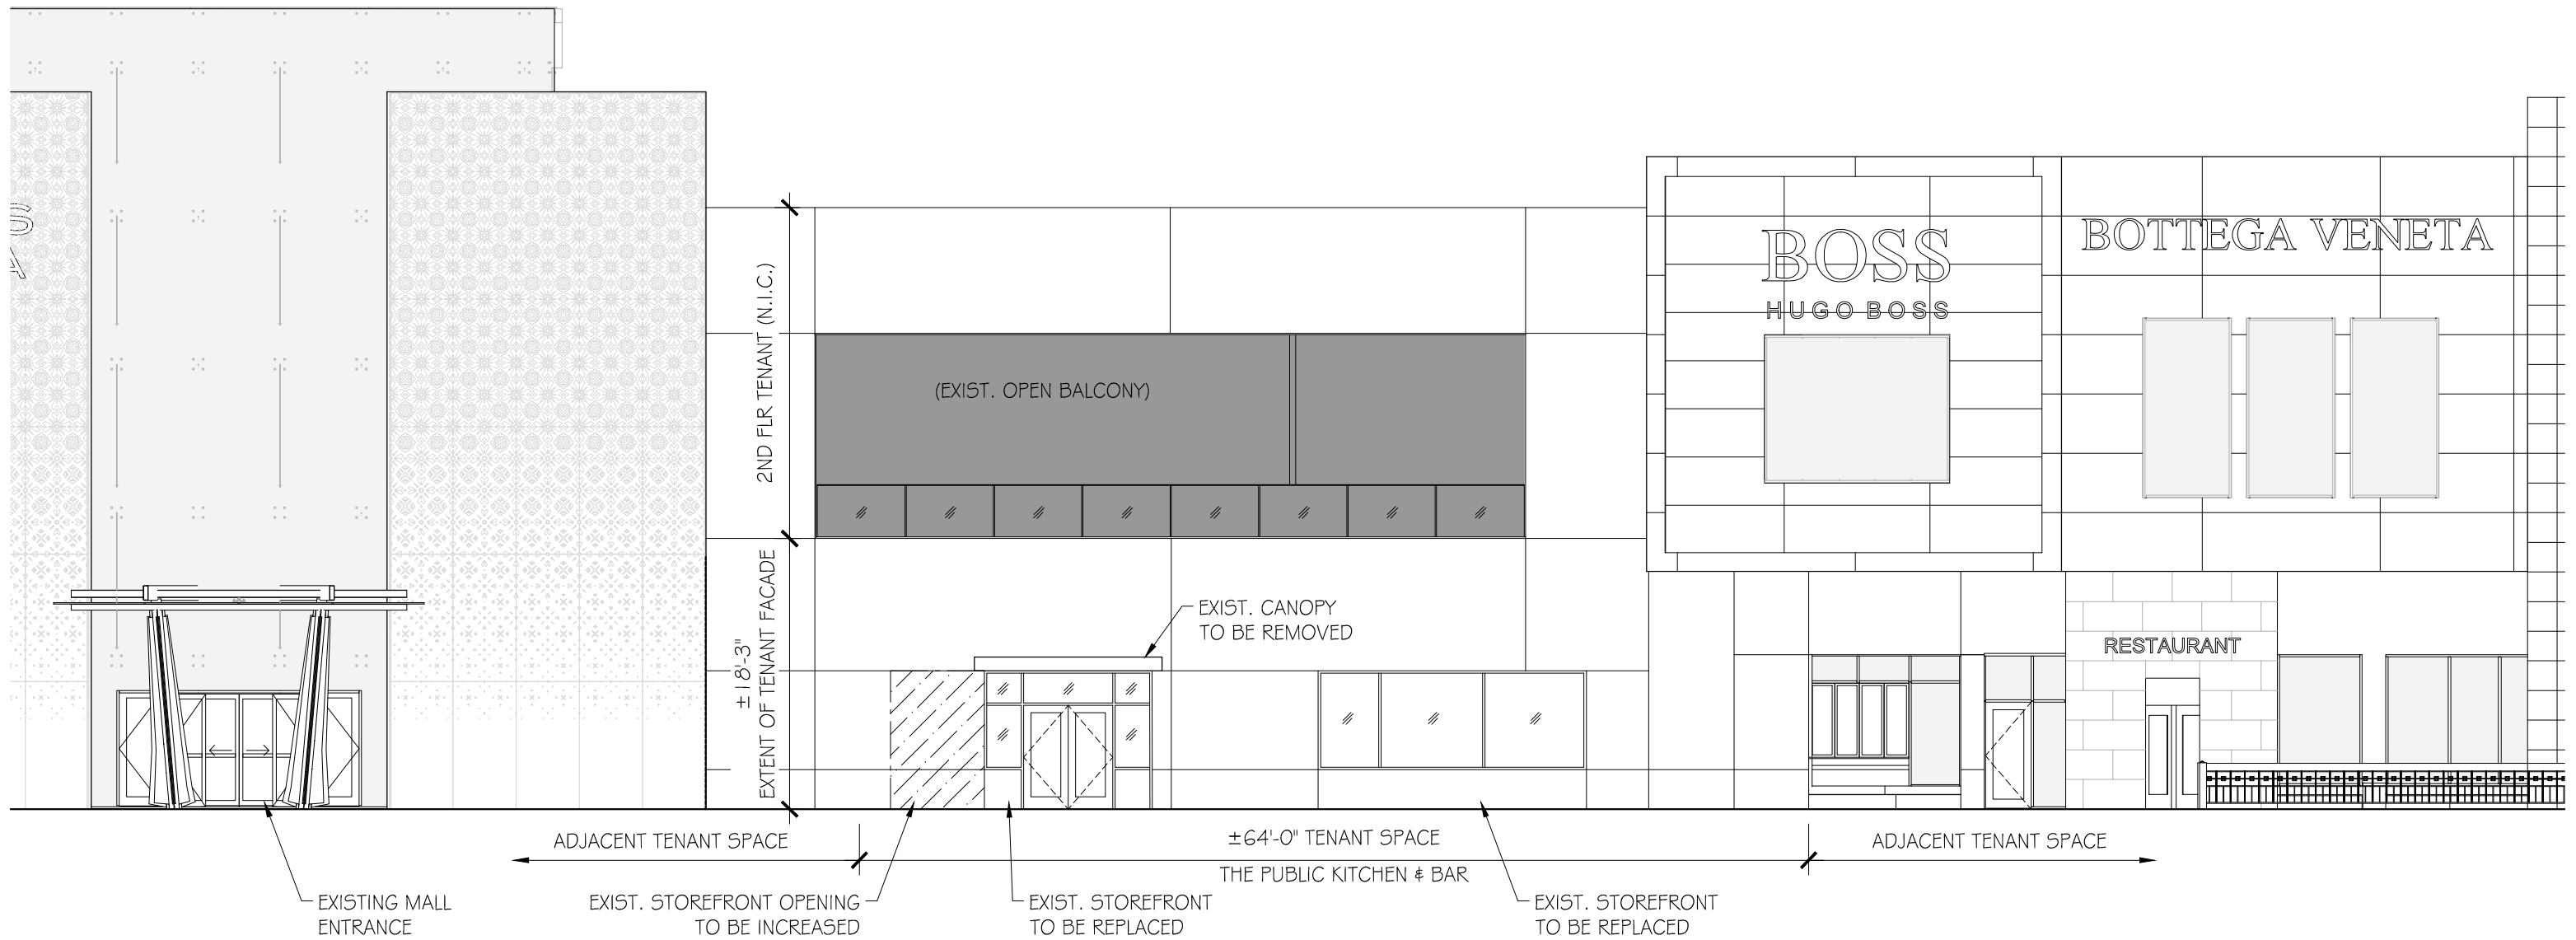 S
A
BOSS
HUGO BOSS
BOTTEGA VENETA
2ND FLR TENANT (N.I.C.)
(EXIST. OPEN BALCONY)
±18'-3"
EXTENT OF TENANT FACADE
EXIST. CANOPY
TO BE REMOVED
RESTAURANT
ADJACENT TENANT SPACE
±64'-0" TENANT SPACE
THE PUBLIC KITCHEN & BAR
ADJACENT TENANT SPACE
EXISTING MALL
ENTRANCE
EXIST. STOREFRONT OPENING
TO BE INCREASED
EXIST. STOREFRONT
TO BE REPLACED
EXIST. STOREFRONT
TO BE REPLACED